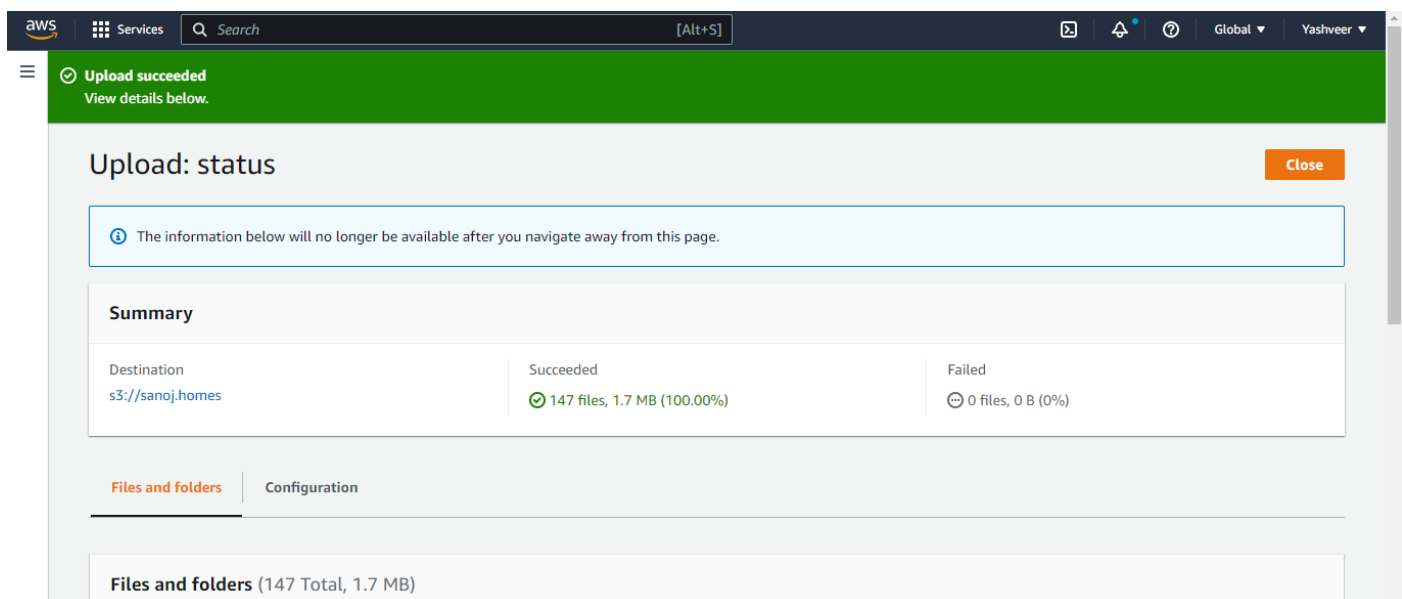 aws Services Search [Alt+S] Global Yashveer
Upload succeeded
View details below.
Upload: status
Close
The information below will no longer be available after you navigate away from this page.
Summary
Destination Succeeded Failed
s3://sanoj.homes 147 files, 1.7 MB (100.00%) 0 files, 0 B (0%)
Files and folders Configuration
Files and folders (147 Total, 1.7 MB)